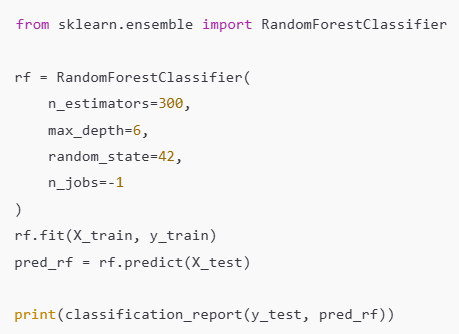 from sklearn.ensemble import RandomForestClassifier

rf = RandomForestClassifier(
    n_estimators=300,
    max_depth=6,
    random_state=42,
    n_jobs=-1
)
rf.fit(X_train, y_train)
pred_rf = rf.predict(X_test)

print(classification_report(y_test, pred_rf))